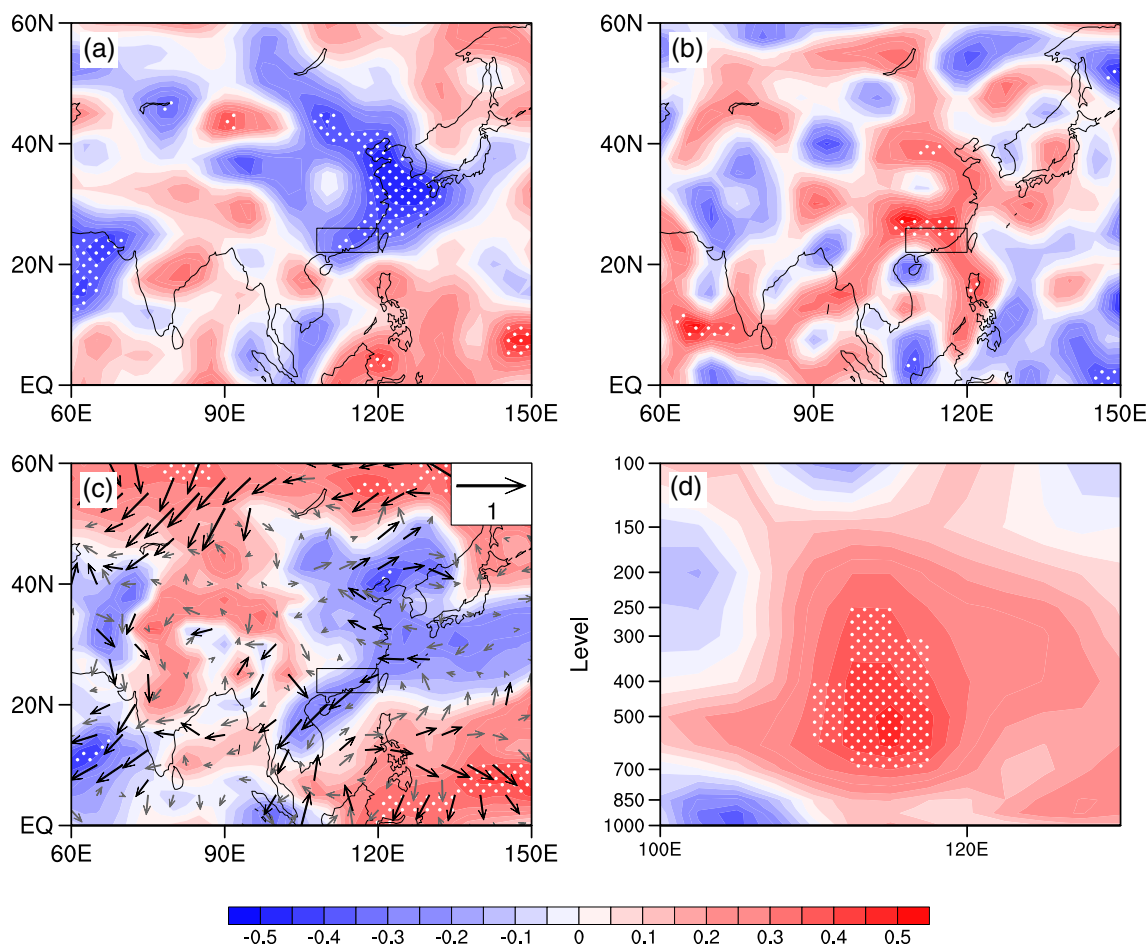 (a)
60N
40N
20N
EQ
60E 90E 120E 150E
(b)
60N
40N
20N
EQ
60E 90E 120E 150E
(c)
1
60N
40N
20N
EQ
60E 90E 120E 150E
(d)
Level
100
150
200
250
300
400
500
700
850
1000
100E 120E
-0.5 -0.4 -0.3 -0.2 -0.1 0 0.1 0.2 0.3 0.4 0.5